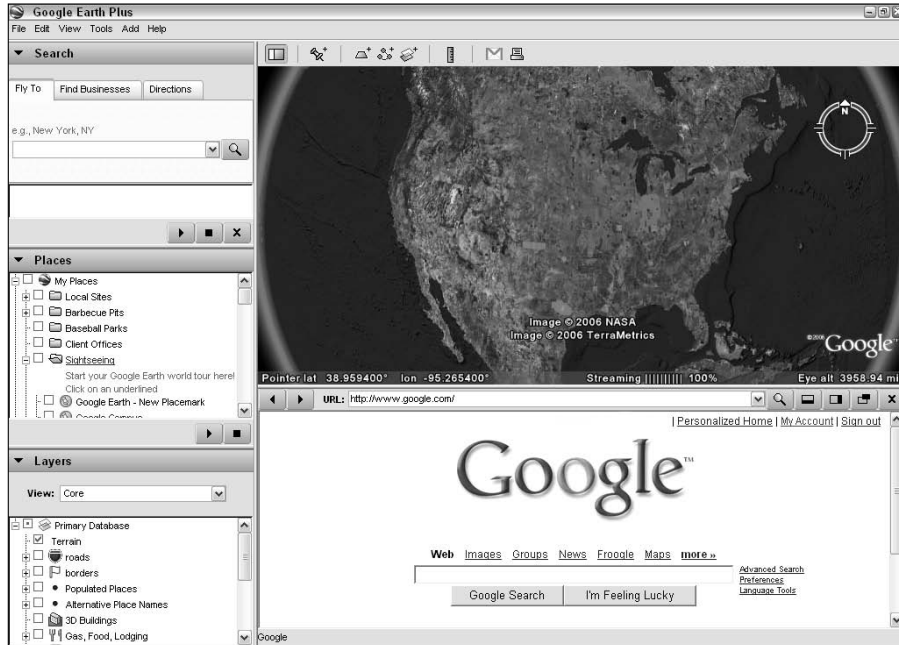 Google Earth Plus
File Edit View Tools Add Help
Search
Fly To Find Businesses Directions
e.g., New York, NY
Places
My Places
Local Sites
Barbecue Pits
Baseball Parks
Client Offices
Sightseeing
Start your Google Earth world tour here!
Click on an underlined
Google Earth - New Placemark
Google Campus
Layers
View: Core
Primary Database
Terrain
roads
borders
Populated Places
Alternative Place Names
3D Buildings
Gas, Food, Lodging
N
Image © 2006 NASA
Image © 2006 TerraMetrics
©2006 Google
Pointer lat 38.959400° lon -95.265400° Streaming |||||||||| 100% Eye alt 3958.94 mi
URL: http://www.google.com/
| Personalized Home | My Account | Sign out
Google™
Web Images Groups News Froogle Maps more »
Advanced Search
Preferences
Language Tools
Google Search I'm Feeling Lucky
Google